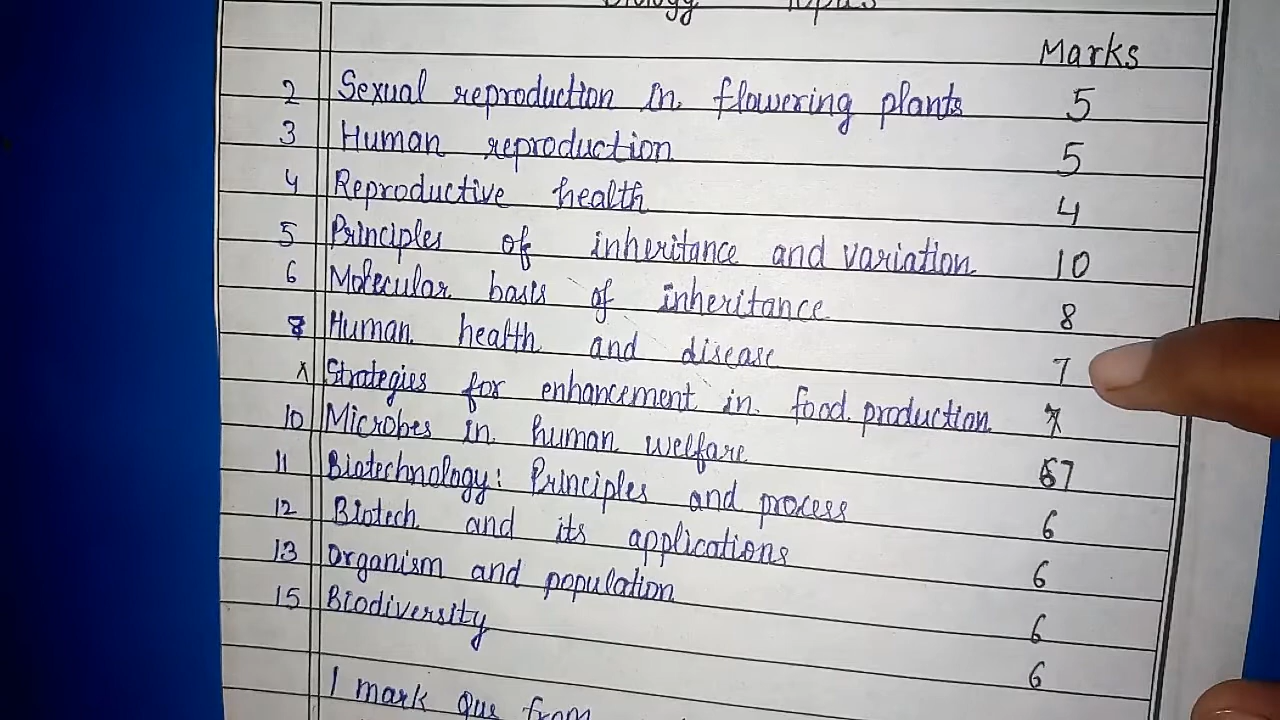 Biology Topics
Marks
2 Sexual reproduction in flowering plants 5
3 Human reproduction 5
4 Reproductive health 4
5 Principles of inheritance and variation 10
6 Molecular basis of inheritance 8
8 Human health and disease 7
x Strategies for enhancement in food production x
10 Microbes in human welfare 7
11 Biotechnology: Principles and process 6
12 Biotech and its applications 6
13 Organism and population 6
15 Biodiversity 6
1 mark que from